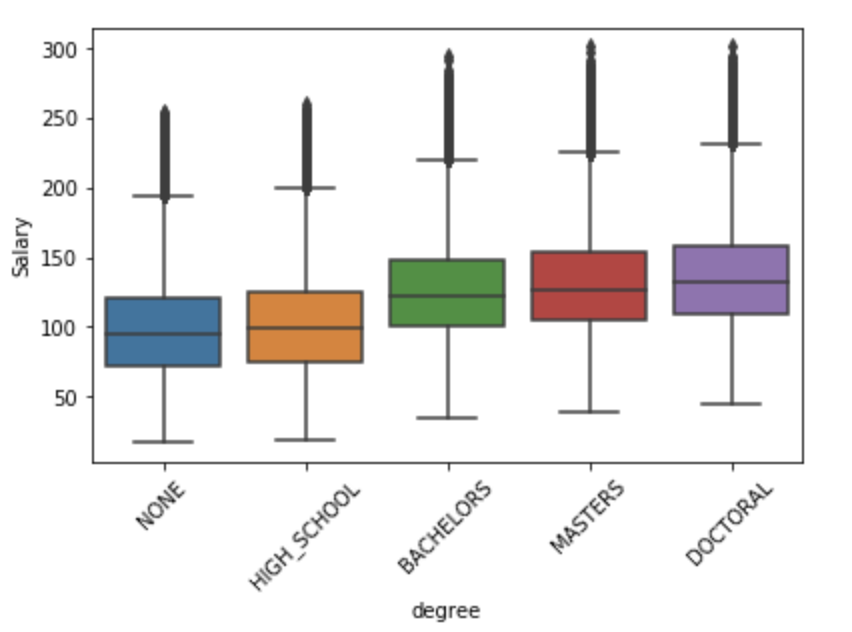 300
250
200
150
100
50
Salary
NONE
HIGH_SCHOOL
BACHELORS
MASTERS
DOCTORAL
degree